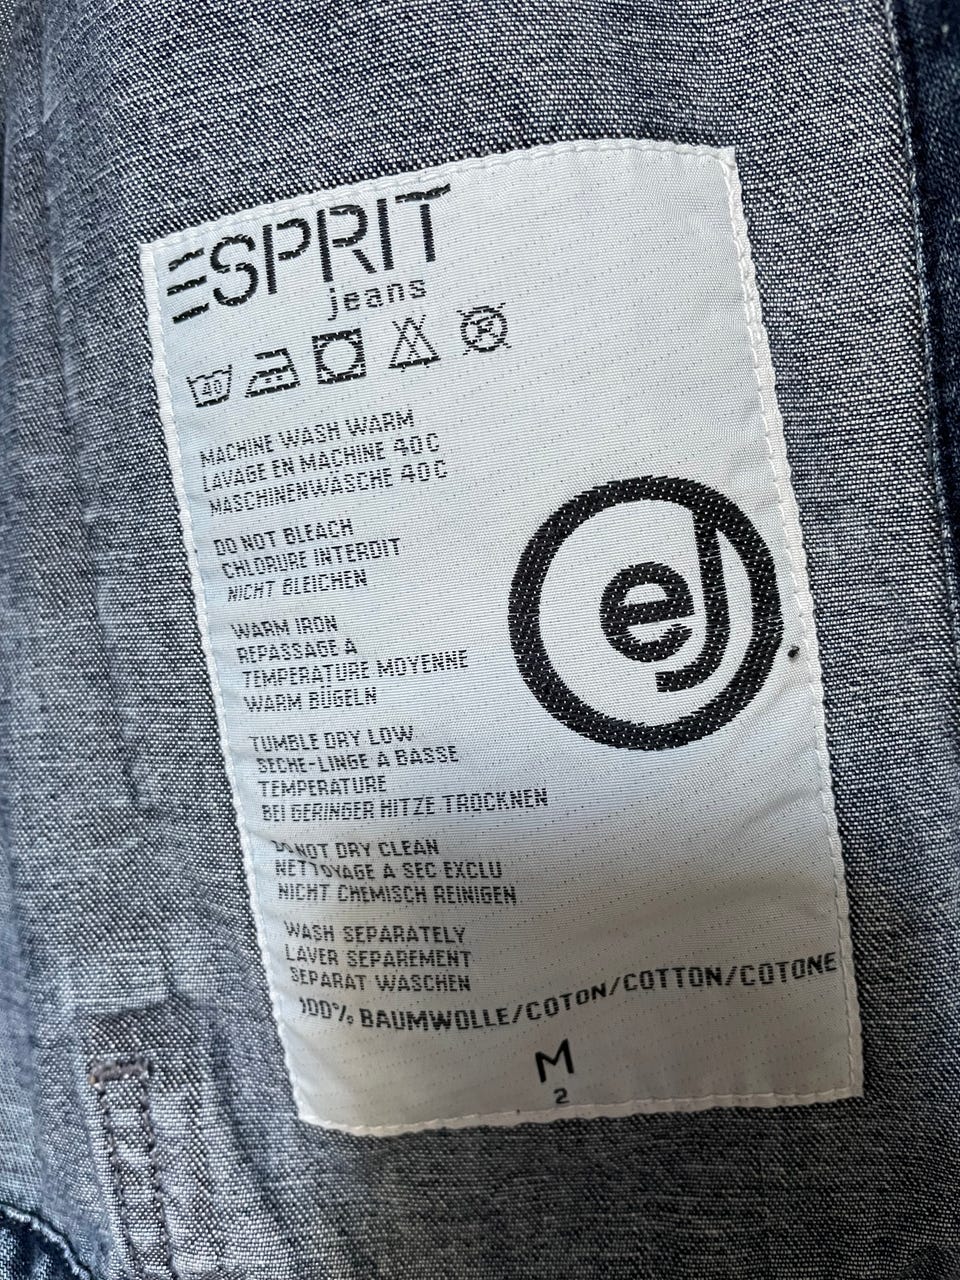 ESPRIT
jeans
40
P
MACHINE WASH WARM
LAVAGE EN MACHINE 40C
MASCHINENWÄSCHE 40C
DO NOT BLEACH
CHLORURE INTERDIT
NICHT BLEICHEN
WARM IRON
REPASSAGE A
TEMPERATURE MOYENNE
WARM BÜGELN
TUMBLE DRY LOW
SECHE-LINGE A BASSE
TEMPERATURE
BEI GERINGER HITZE TROCKNEN
DO NOT DRY CLEAN
NETTOYAGE A SEC EXCLU
NICHT CHEMISCH REINIGEN
WASH SEPARATELY
LAVER SEPAREMENT
SEPARAT WASCHEN
ej
100% BAUMWOLLE/COTON/COTTON/COTONE
M
2